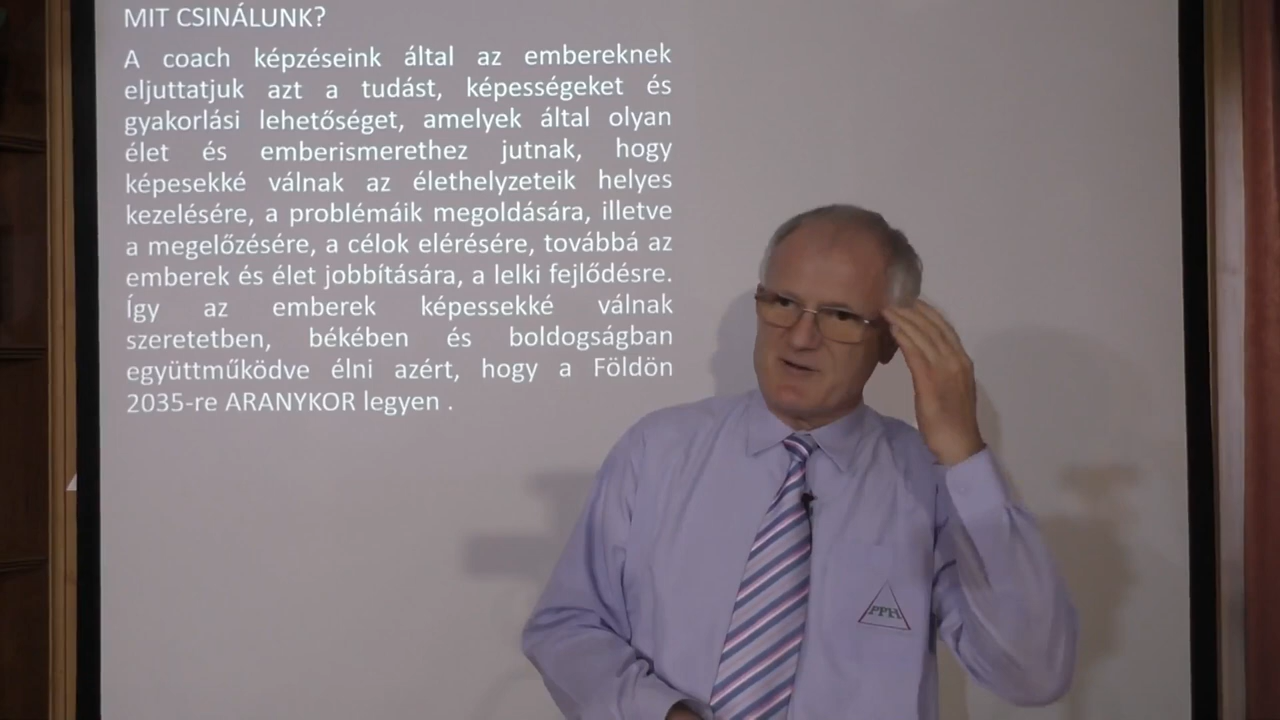 MIT CSINÁLUNK?
A coach képzéseink által az embereknek
eljuttatjuk azt a tudást, képességeket és
gyakorlási lehetőséget, amelyek által olyan
élet és emberismerethez jutnak, hogy
képesekké válnak az élethelyzeteik helyes
kezelésére, a problémáik megoldására, illetve
a megelőzésére, a célok elérésére, továbbá az
emberek és élet jobbítására, a lelki fejlődésre.
Így az emberek képessekké válnak
szeretetben, békében és boldogságban
együttműködve élni azért, hogy a Földön
2035-re ARANYKOR legyen .
PPH